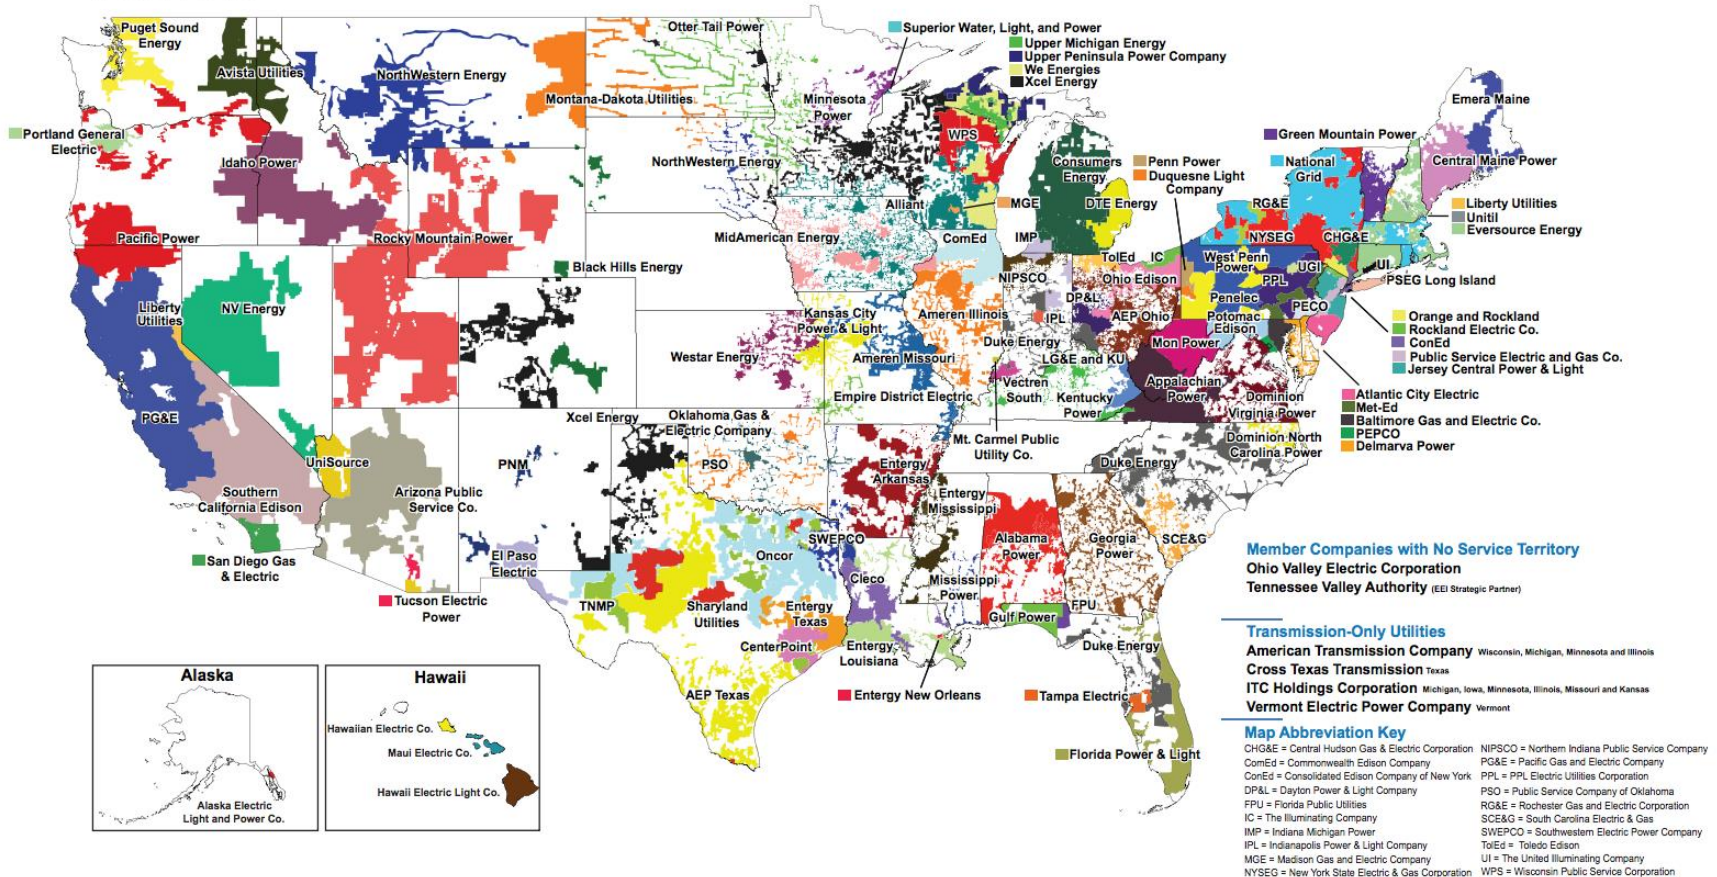 Puget Sound
Energy
Avista Utilities
NorthWestern Energy
Otter Tail Power
Montana-Dakota Utilities
Minnesota
Power
Superior Water, Light, and Power
Upper Michigan Energy
Upper Peninsula Power Company
We Energies
Xcel Energy
Emera Maine
Portland General
Electric
Idaho Power
NorthWestern Energy
WPS
Consumers
Energy
Penn Power
Duquesne Light
Company
Green Mountain Power
National
Grid
Central Maine Power
Alliant
MGE
DTE Energy
RG&E
Liberty Utilities
Unitil
Eversource Energy
Pacific Power
Rocky Mountain Power
MidAmerican Energy
ComEd
IMP
NYSEG
CHG&E
Black Hills Energy
NIPSCO
TolEd
IC
Ohio Edison
West Penn
Power
UGI
UI
PSEG Long Island
PPL
Liberty
Utilities
NV Energy
Kansas City
Power & Light
Ameren Illinois
DP&L
IPL
AEP Ohio
Penelec
PECO
Potomac
Edison
Orange and Rockland
Rockland Electric Co.
ConEd
Public Service Electric and Gas Co.
Jersey Central Power & Light
Westar Energy
Ameren Missouri
Duke Energy
LG&E and KU
Mon Power
Vectren
South
Kentucky
Power
Appalachian
Power
Dominion
Virginia Power
Atlantic City Electric
Met-Ed
Baltimore Gas and Electric Co.
PEPCO
Delmarva Power
PG&E
Empire District Electric
Xcel Energy
Oklahoma Gas &
Electric Company
Mt. Carmel Public
Utility Co.
Dominion North
Carolina Power
UniSource
PNM
PSO
Entergy
Arkansas
Duke Energy
Southern
California Edison
Arizona Public
Service Co.
Entergy
Mississippi
San Diego Gas
& Electric
El Paso
Electric
Oncor
SWEPCO
Alabama
Power
Georgia
Power
SCE&G
Tucson Electric
Power
TNMP
Sharyland
Utilities
Entergy
Texas
Cleco
Mississippi
Power
FPU
Gulf Power
CenterPoint
Entergy
Louisiana
Duke Energy
AEP Texas
Entergy New Orleans
Tampa Electric
Florida Power & Light
Alaska
Alaska Electric
Light and Power Co.
Hawaii
Hawaiian Electric Co.
Maui Electric Co.
Hawaii Electric Light Co.
Member Companies with No Service Territory
Ohio Valley Electric Corporation
Tennessee Valley Authority (EEI Strategic Partner)
Transmission-Only Utilities
American Transmission Company Wisconsin, Michigan, Minnesota and Illinois
Cross Texas Transmission Texas
ITC Holdings Corporation Michigan, Iowa, Minnesota, Illinois, Missouri and Kansas
Vermont Electric Power Company Vermont
Map Abbreviation Key
CHG&E = Central Hudson Gas & Electric Corporation
ComEd = Commonwealth Edison Company
ConEd = Consolidated Edison Company of New York
DP&L = Dayton Power & Light Company
FPU = Florida Public Utilities
IC = The Illuminating Company
IMP = Indiana Michigan Power
IPL = Indianapolis Power & Light Company
MGE = Madison Gas and Electric Company
NYSEG = New York State Electric & Gas Corporation
NIPSCO = Northern Indiana Public Service Company
PG&E = Pacific Gas and Electric Company
PPL = PPL Electric Utilities Corporation
PSO = Public Service Company of Oklahoma
RG&E = Rochester Gas and Electric Corporation
SCE&G = South Carolina Electric & Gas
SWEPCO = Southwestern Electric Power Company
TolEd = Toledo Edison
UI = The United Illuminating Company
WPS = Wisconsin Public Service Corporation